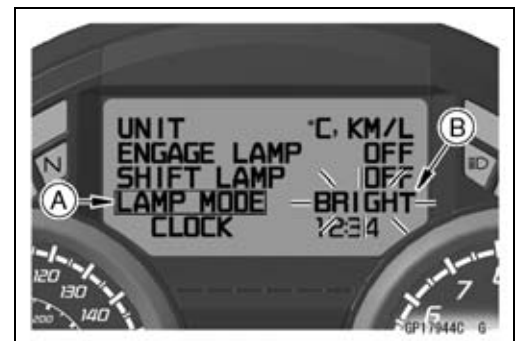 UNIT °C, KM/L
ENGAGE LAMP OFF
SHIFT LAMP OFF
LAMP MODE BRIGHT
CLOCK 12:34
A
B
N
120
130
140
200
6
7
8
GP17944C G